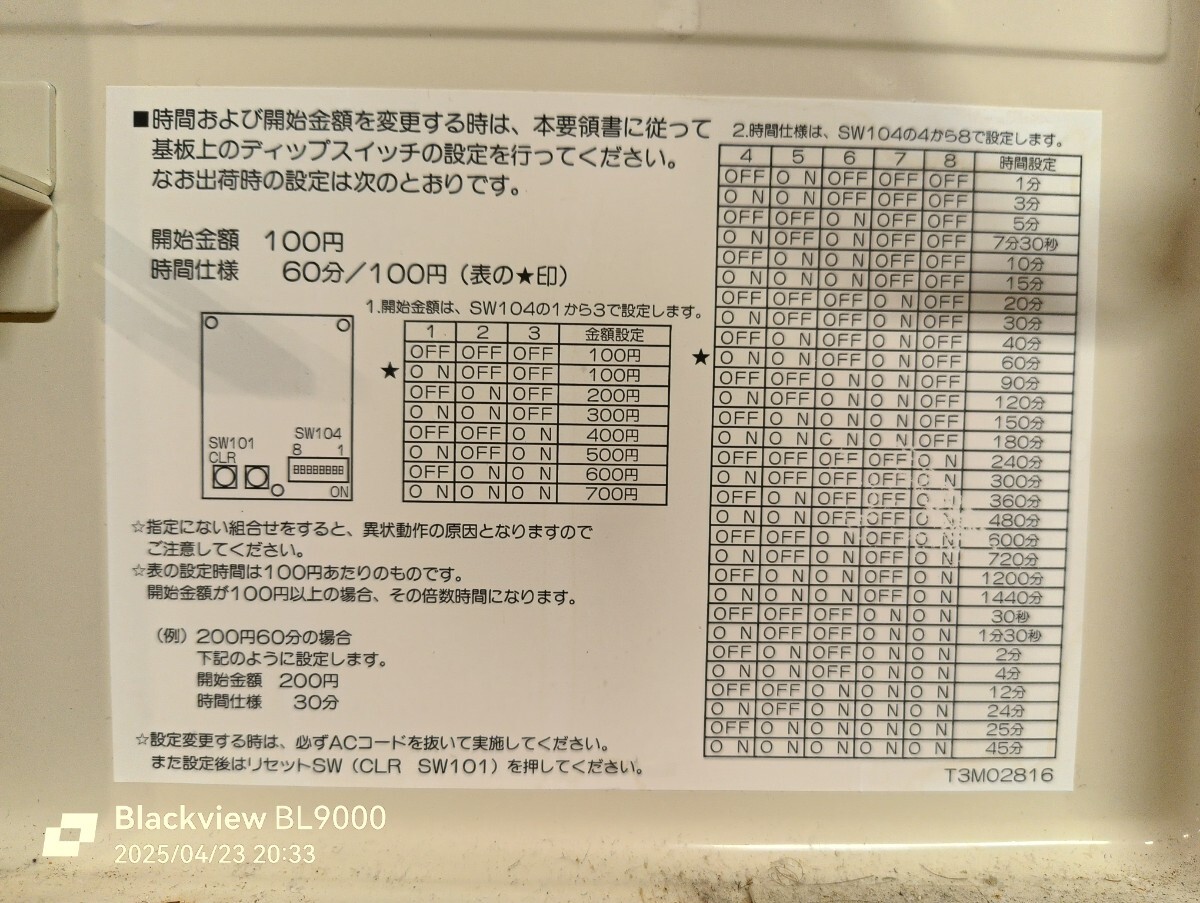 ■時間および開始金額を変更する時は、本要領書に従って
基板上のディップスイッチの設定を行ってください。
なお出荷時の設定は次のとおりです。
開始金額 100円
時間仕様 60分/100円(表の★印)
1.開始金額は、SW104の1から3で設定します。
1 2 3 金額設定
OFF OFF OFF 100円
★ ON OFF OFF 100円
OFF ON OFF 200円
ON ON OFF 300円
OFF OFF ON 400円
ON OFF ON 500円
OFF ON ON 600円
ON ON ON 700円
SW101
CLR
SW104
8 1
ON
☆指定にない組合せをすると、異状動作の原因となりますので
ご注意してください。
☆表の設定時間は100円あたりのものです。
開始金額が100円以上の場合、その倍数時間になります。
(例)200円60分の場合
下記のように設定します。
開始金額 200円
時間仕様 30分
☆設定変更する時は、必ずACコードを抜いて実施してください。
また設定後はリセットSW(CLR SW101)を押してください。
2.時間仕様は、SW104の4から8で設定します。
4 5 6 7 8 時間設定
OFF ON OFF OFF OFF 1分
ON ON OFF OFF OFF 3分
OFF OFF ON OFF OFF 5分
ON OFF ON OFF OFF 7分30秒
OFF ON ON OFF OFF 10分
ON ON ON OFF OFF 15分
OFF OFF OFF ON OFF 20分
ON OFF OFF ON OFF 30分
OFF ON OFF ON OFF 40分
★ ON ON OFF ON OFF 60分
OFF OFF ON ON OFF 90分
ON OFF ON ON OFF 120分
OFF ON ON ON OFF 150分
ON ON ON ON OFF 180分
OFF OFF OFF OFF ON 240分
ON OFF OFF OFF ON 300分
OFF ON OFF OFF ON 360分
ON ON OFF OFF ON 480分
OFF OFF ON OFF ON 600分
ON OFF ON OFF ON 720分
OFF ON ON OFF ON 1200分
ON ON ON OFF ON 1440分
OFF OFF OFF ON ON 30秒
ON OFF OFF ON ON 1分30秒
OFF ON OFF ON ON 2分
ON ON OFF ON ON 4分
OFF OFF ON ON ON 12分
ON OFF ON ON ON 24分
OFF ON ON ON ON 25分
ON ON ON ON ON 45分
T3M02816
Blackview BL9000
2025/04/23 20:33